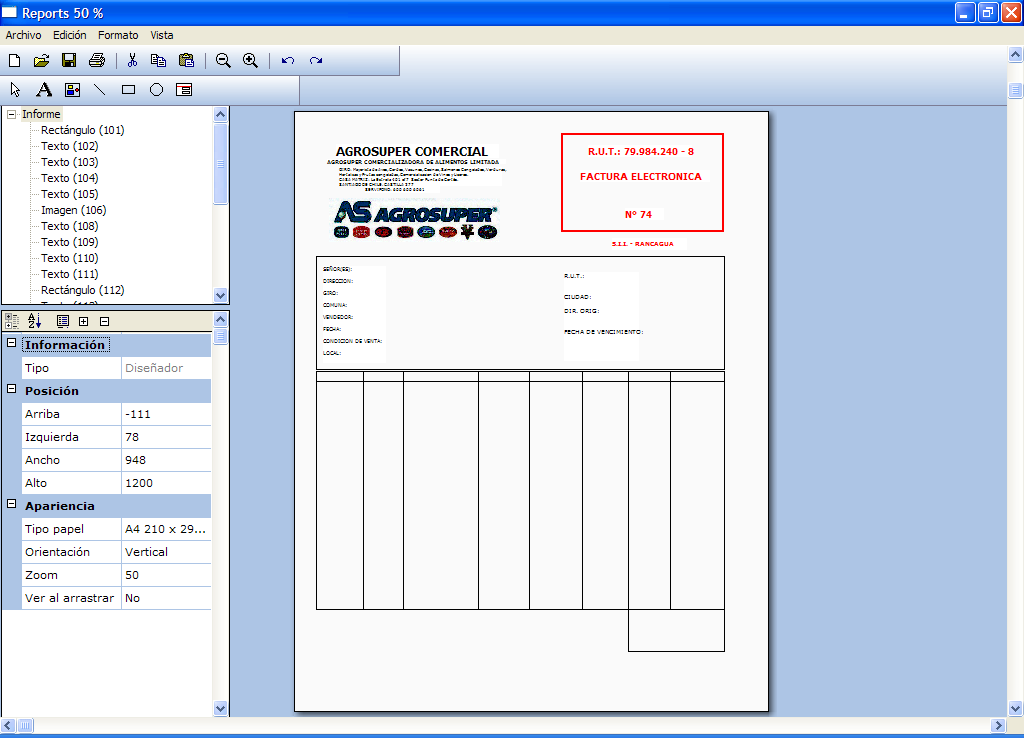 Reports 50 %
Archivo Edición Formato Vista
Informe
Rectángulo (101)
Texto (102)
Texto (103)
Texto (104)
Texto (105)
Imagen (106)
Texto (108)
Texto (109)
Texto (110)
Texto (111)
Rectángulo (112)
Información
Tipo Diseñador
Posición
Arriba -111
Izquierda 78
Ancho 948
Alto 1200
Apariencia
Tipo papel A4 210 x 29...
Orientación Vertical
Zoom 50
Ver al arrastrar No
AGROSUPER COMERCIAL
AGROSUPER COMERCIALIZADORA DE ALIMENTOS LIMITADA
AS AGROSUPER®
R.U.T.: 79.984.240 - 8
FACTURA ELECTRONICA
Nº 74
S.I.I. - RANCAGUA
SEÑOR(ES):
DIRECCION:
GIRO:
COMUNA:
VENDEDOR:
FECHA:
CONDICION DE VENTA:
LOCAL:
R.U.T.:
CIUDAD:
DIR. ORIG:
FECHA DE VENCIMIENTO: